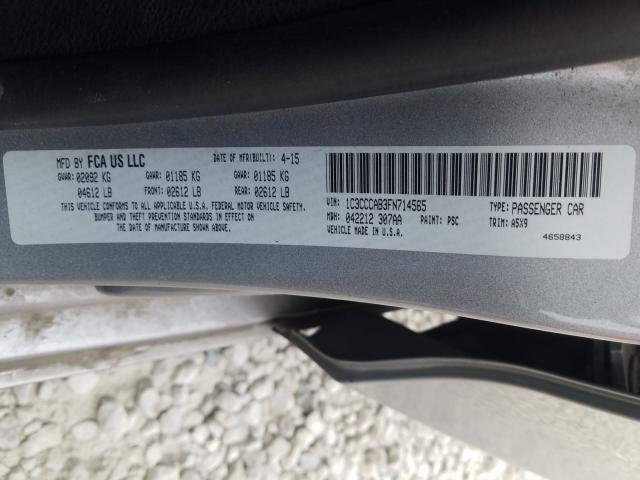 MFD BY FCA US LLC DATE OF MFR(BUILT): 4-15
GVWR: 02092 KG GAWR: 01185 KG GAWR: 01185 KG
04612 LB FRONT: 02612 LB REAR: 02612 LB
THIS VEHICLE CONFORMS TO ALL APPLICABLE U.S.A. FEDERAL MOTOR VEHICLE SAFETY,
BUMPER AND THEFT PREVENTION STANDARDS IN EFFECT ON
THE DATE OF MANUFACTURE SHOWN ABOVE.
VIN: 1C3CCCAB3FN714565 TYPE: PASSENGER CAR
MDH: 042212 307AA PAINT: PSC TRIM: A5X9
VEHICLE MADE IN U.S.A. 4658843